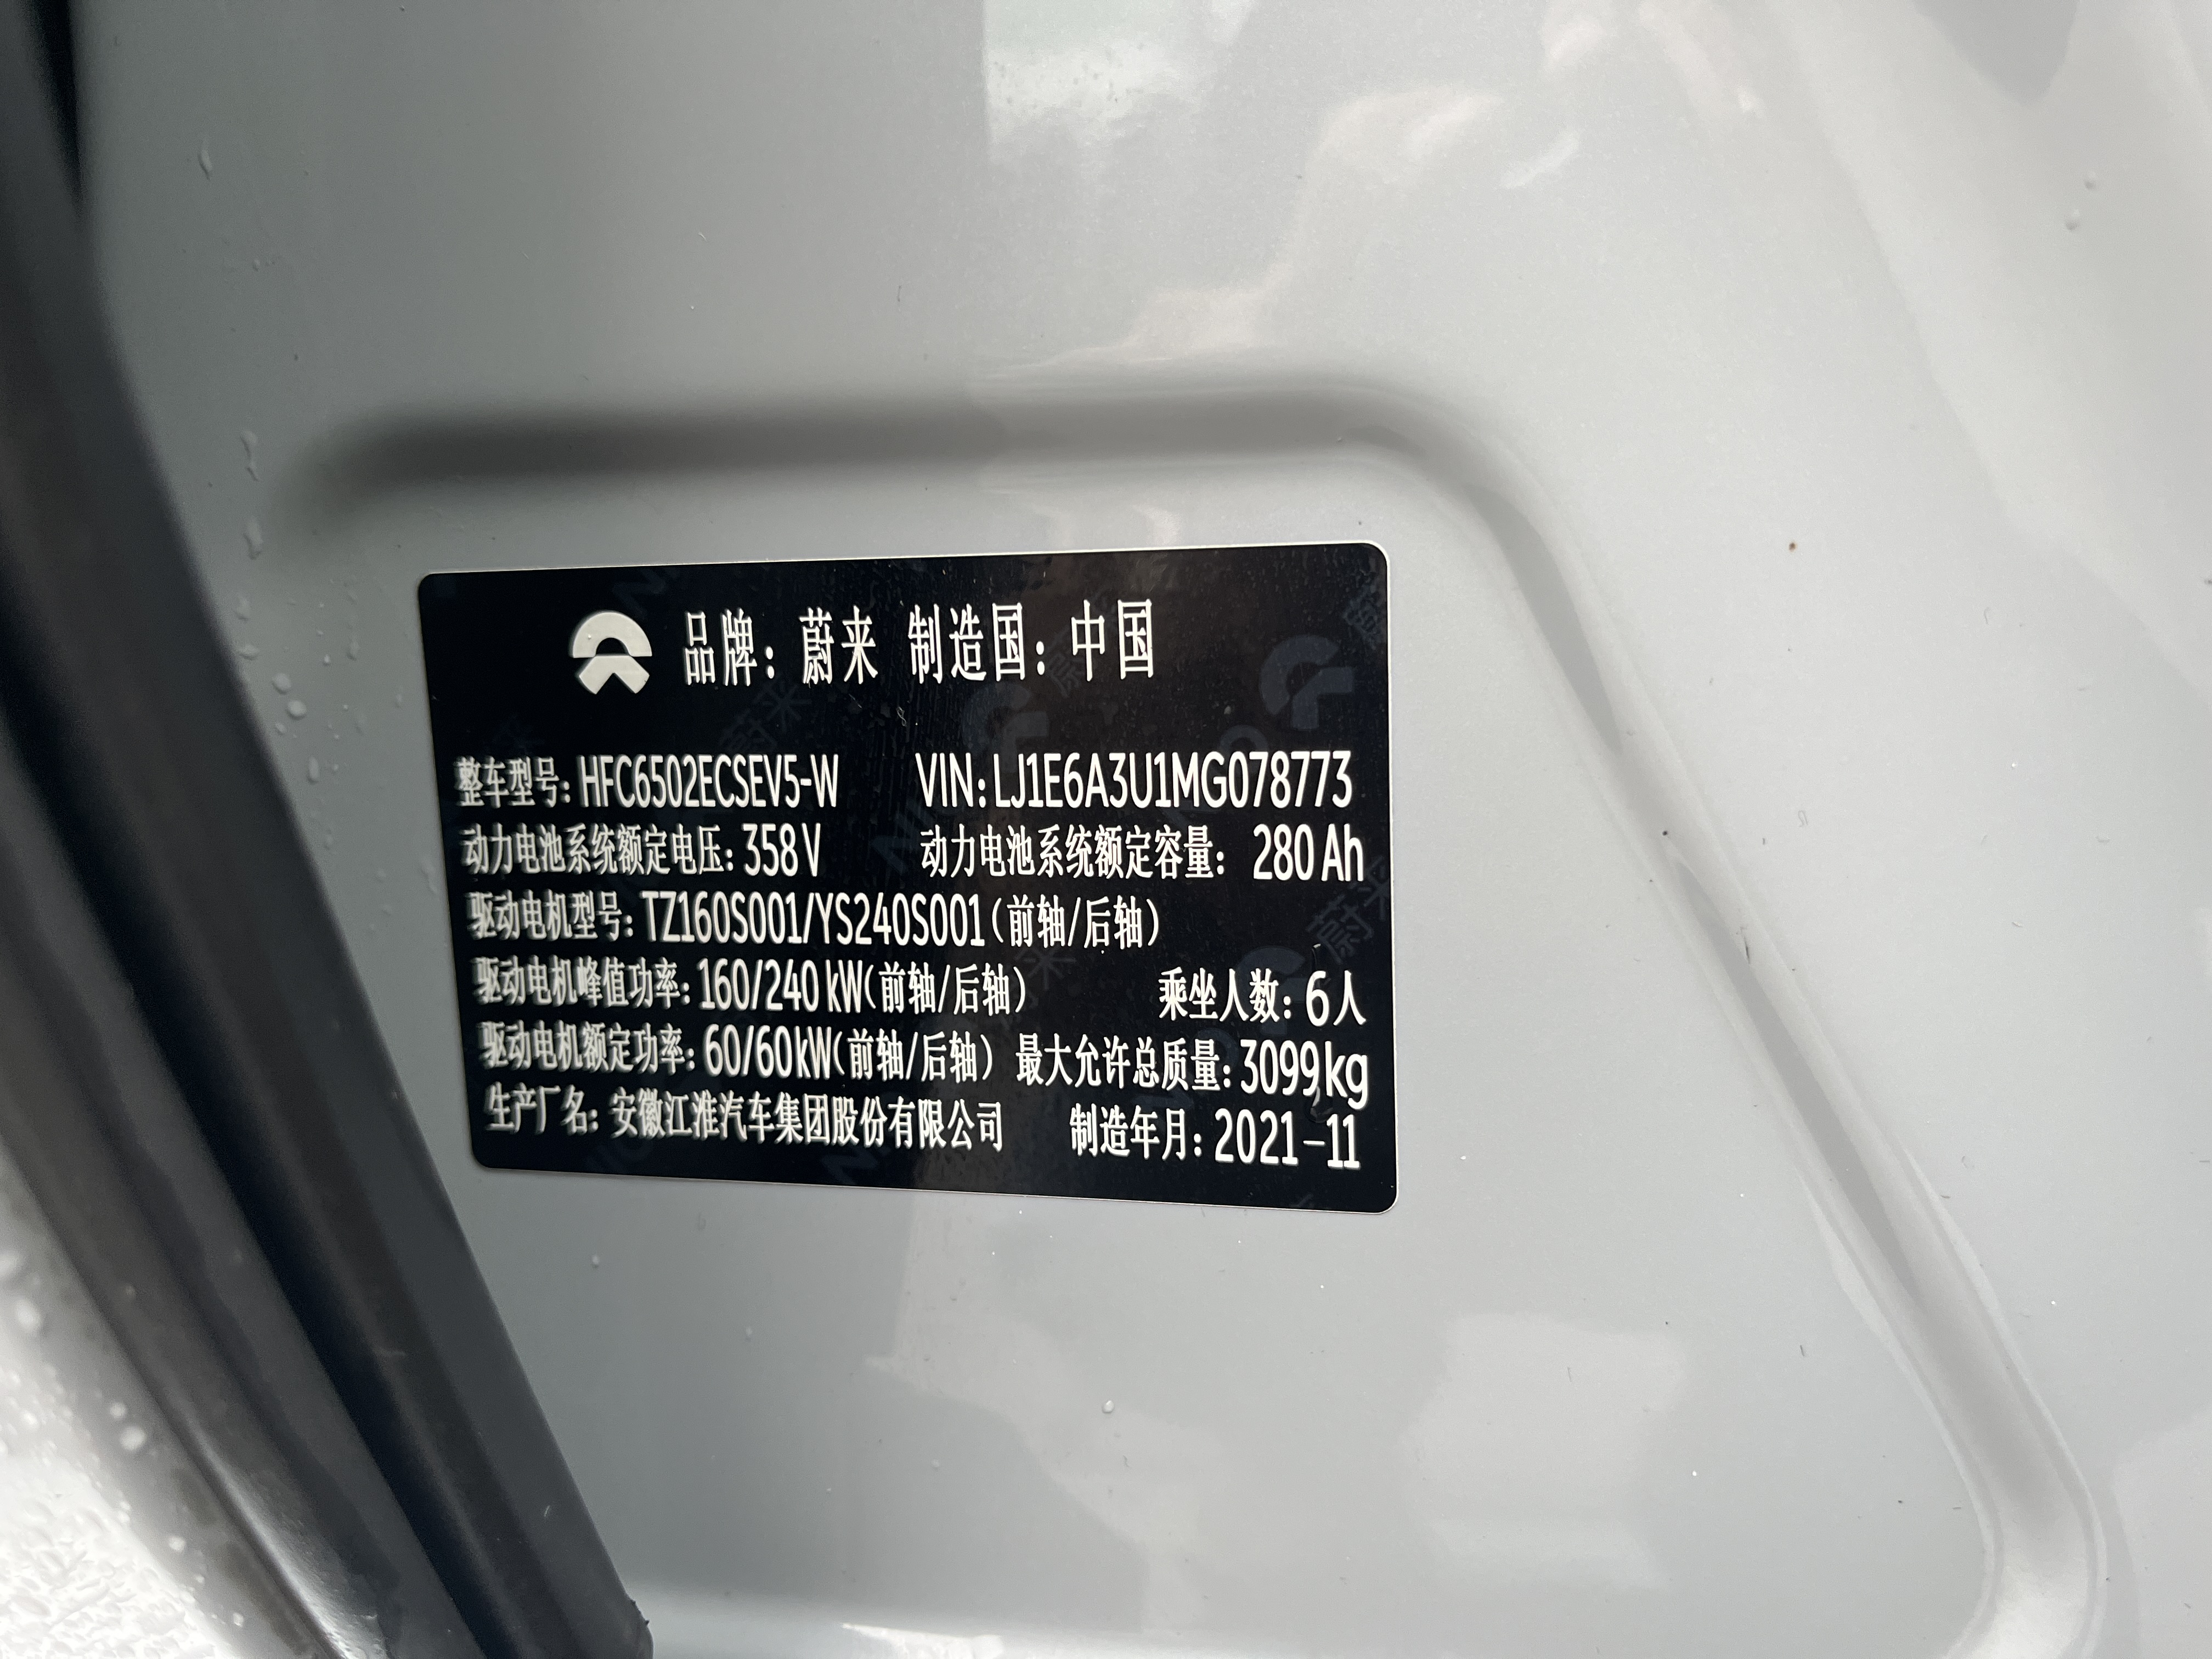 品牌：蔚来 制造国：中国
整车型号：HFC6502ECSEV5-W VIN：LJ1E6A3U1MG078773
动力电池系统额定电压：358V 动力电池系统额定容量：280Ah
驱动电机型号：TZ160S001/YS240S001（前轴/后轴）
驱动电机峰值功率：160/240kW（前轴/后轴） 乘坐人数：6人
驱动电机额定功率：60/60kW（前轴/后轴） 最大允许总质量：3099kg
生产厂名：安徽江淮汽车集团股份有限公司 制造年月：2021-11